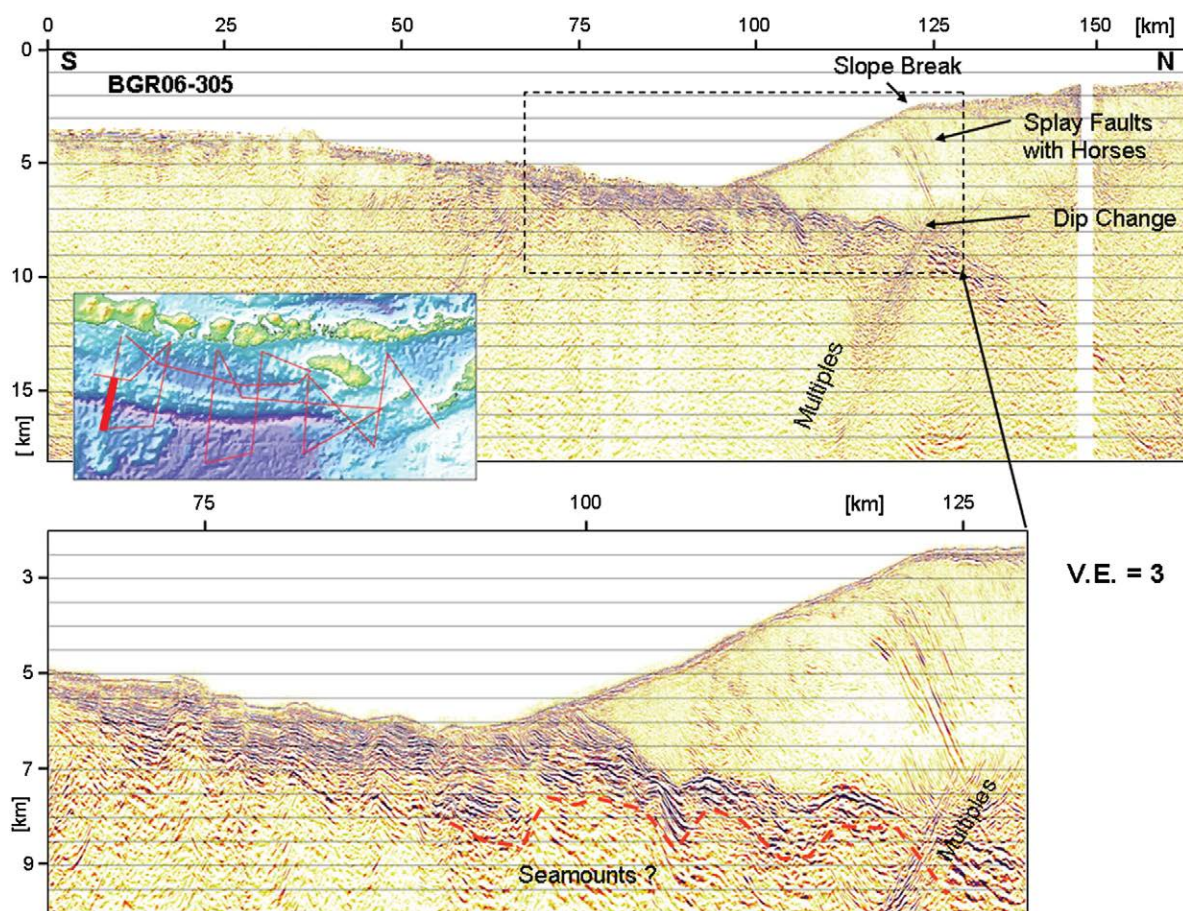 0 25 50 75 100 125 150 [km]
0
S N
BGR06-305
Slope Break
Splay Faults
with Horses
5
Dip Change
10
Multiples
15
[ km]
75 100 [km] 125
3
V.E. = 3
5
7
[km]
Multiples
9
Seamounts ?